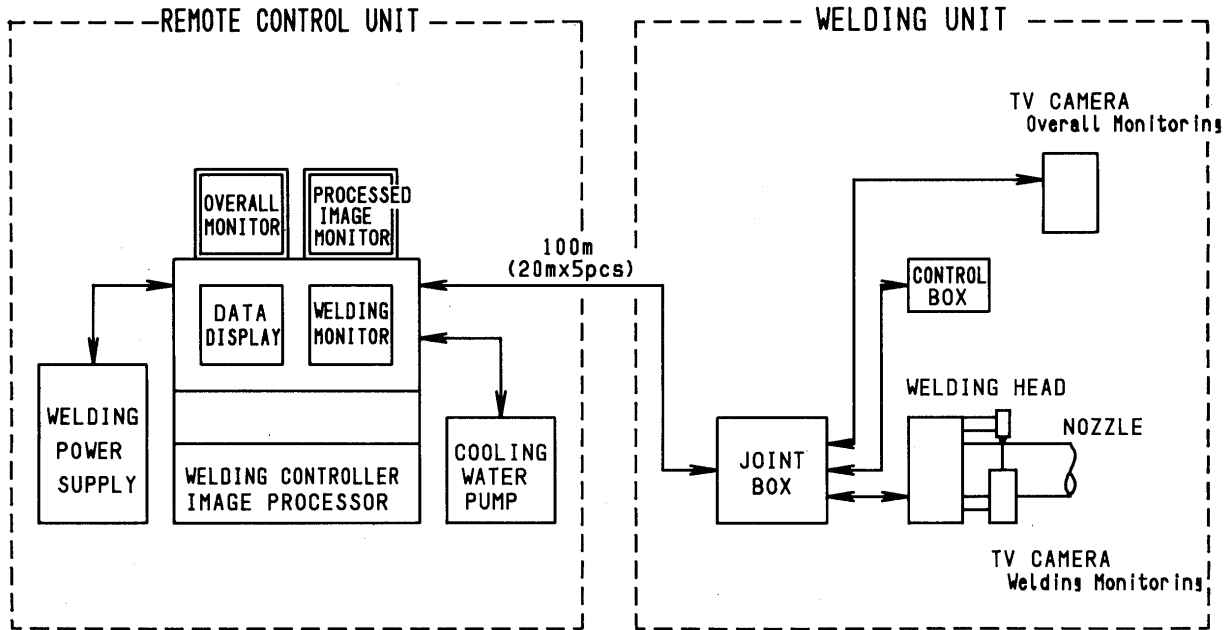 REMOTE CONTROL UNIT
OVERALL
MONITOR
PROCESSED
IMAGE
MONITOR
DATA
DISPLAY
WELDING
MONITOR
WELDING
POWER
SUPPLY
WELDING CONTROLLER
IMAGE PROCESSOR
COOLING
WATER
PUMP
100m
(20mx5pcs)
WELDING UNIT
TV CAMERA
Overall Monitoring
CONTROL
BOX
WELDING HEAD
NOZZLE
JOINT
BOX
TV CAMERA
Welding Monitoring